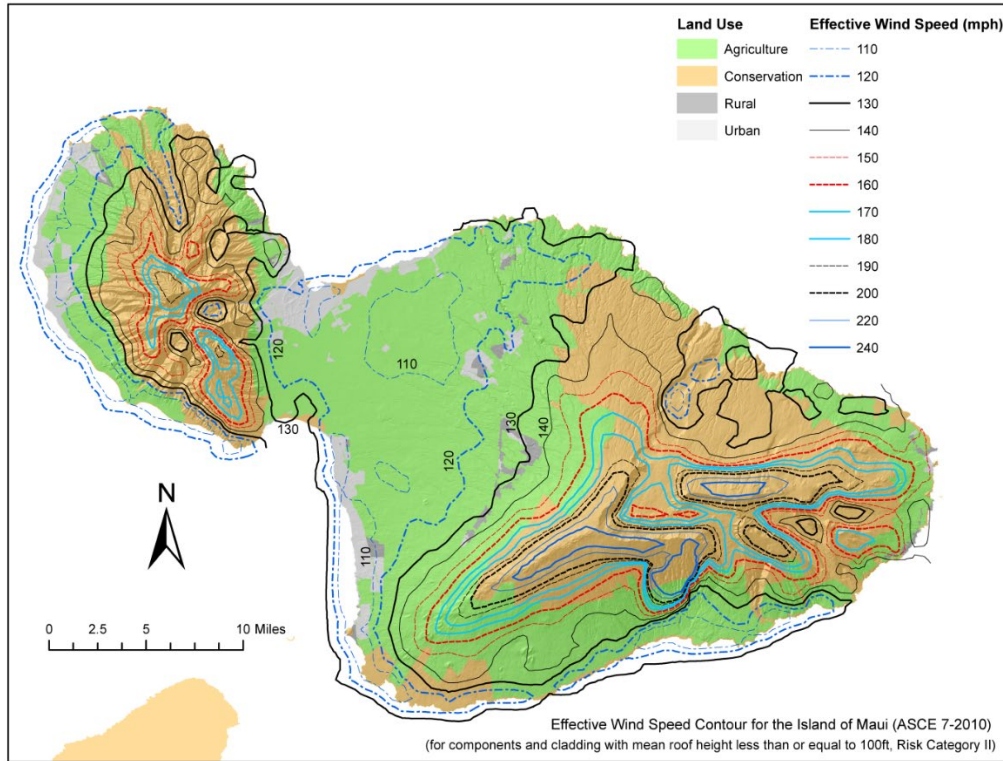 Land Use
Agriculture
Conservation
Rural
Urban
Effective Wind Speed (mph)
110
120
130
140
150
160
170
180
190
200
220
240
110
120
130
130
140
120
110
N
0 2.5 5 10 Miles
Effective Wind Speed Contour for the Island of Maui (ASCE 7-2010)
(for components and cladding with mean roof height less than or equal to 100ft, Risk Category II)